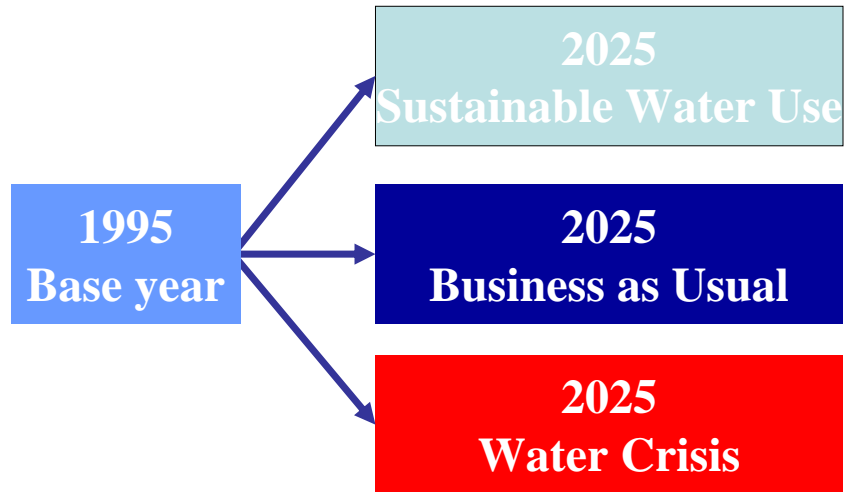 1995
Base year
2025
Sustainable Water Use
2025
Business as Usual
2025
Water Crisis